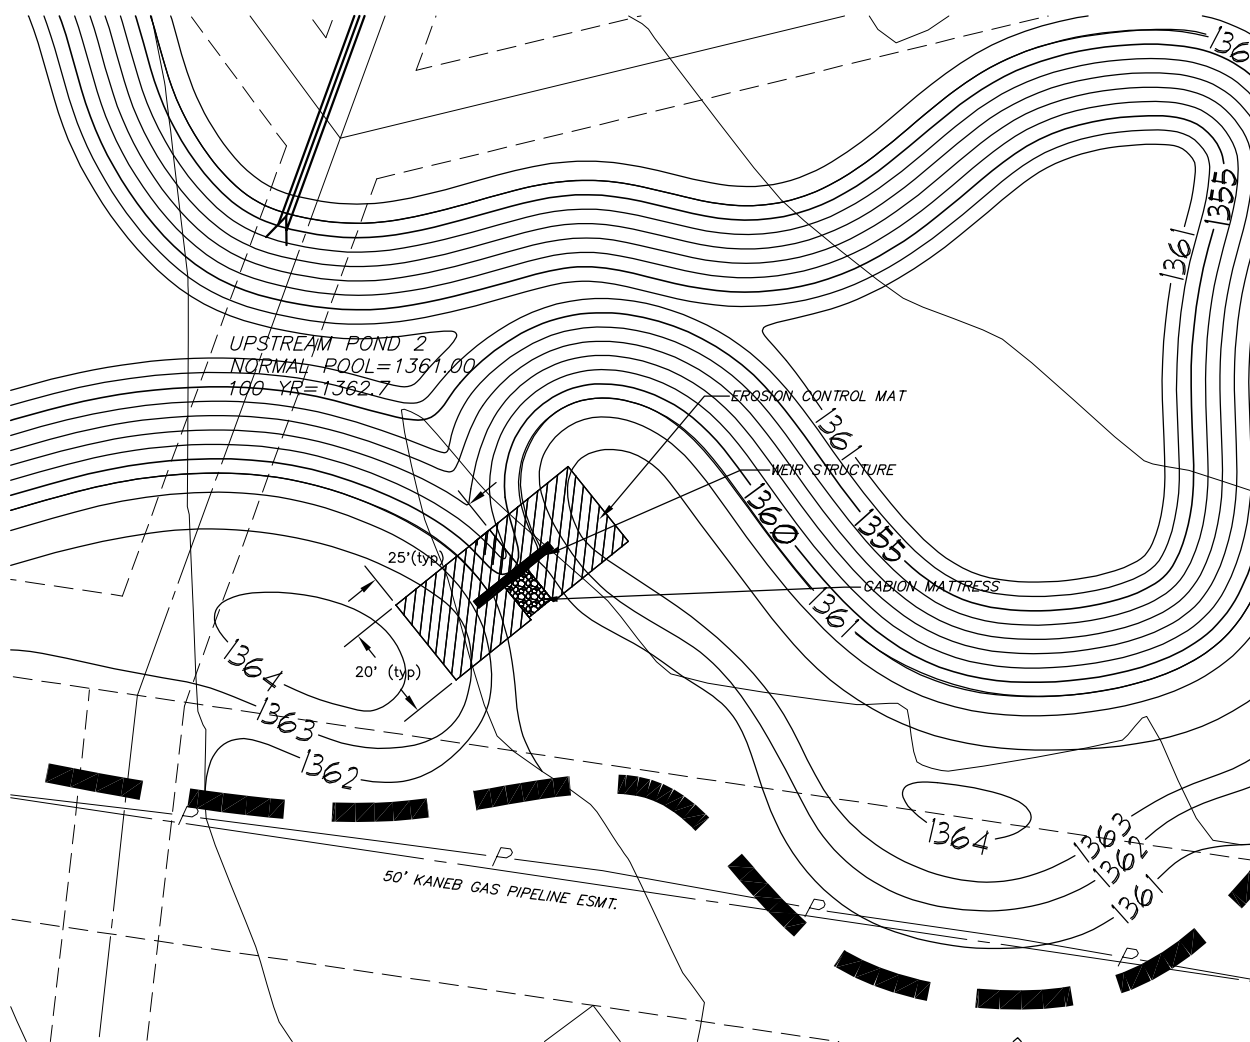 136
1355
1361
UPSTREAM POND 2
NORMAL POOL=1361.00
100 YR=1362.7
EROSION CONTROL MAT
1361
WEIR STRUCTURE
1360
1355
25'(typ)
GABION MATTRESS
1361
1364
20' (typ)
1363
1362
P
1364
1363
1362
P
50' KANEB GAS PIPELINE ESMT.
1361
P
P